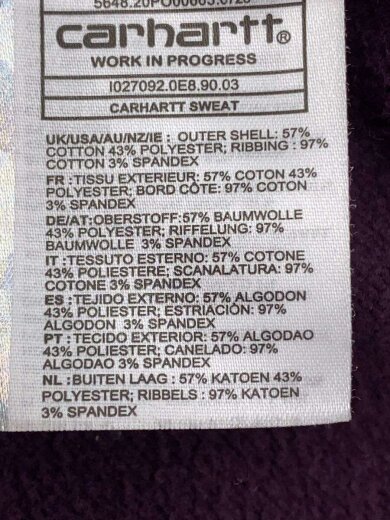 5648.20PO00603.0723
carhartt®
WORK IN PROGRESS
I027092.0E8.90.03
CARHARTT SWEAT
UK/USA/AU/NZ/IE : OUTER SHELL: 57%
COTTON 43% POLYESTER; RIBBING : 97%
COTTON 3% SPANDEX
FR :TISSU EXTERIEUR: 57% COTON 43%
POLYESTER; BORD CÔTE: 97% COTON
3% SPANDEX
DE/AT:OBERSTOFF:57% BAUMWOLLE
43% POLYESTER; RIFFELUNG: 97%
BAUMWOLLE 3% SPANDEX
IT :TESSUTO ESTERNO: 57% COTONE
43% POLIESTERE; SCANALATURA: 97%
COTONE 3% SPANDEX
ES :TEJIDO EXTERNO: 57% ALGODON
43% POLIÉSTER; ESTRIACIÓN: 97%
ALGODON 3% SPANDEX
PT :TECIDO EXTERIOR: 57% ALGODAO
43% POLIESTER; CANELADO: 97%
ALGODAO 3% SPANDEX
NL :BUITEN LAAG : 57% KATOEN 43%
POLYESTER; RIBBELS : 97% KATOEN
3% SPANDEX